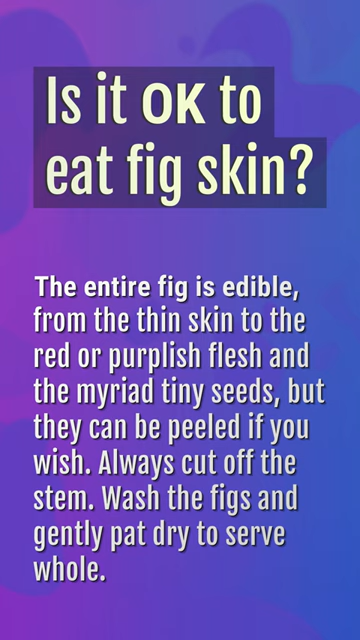 Is it OK to
eat fig skin?
The entire fig is edible,
from the thin skin to the
red or purplish flesh and
the myriad tiny seeds, but
they can be peeled if you
wish. Always cut off the
stem. Wash the figs and
gently pat dry to serve
whole.